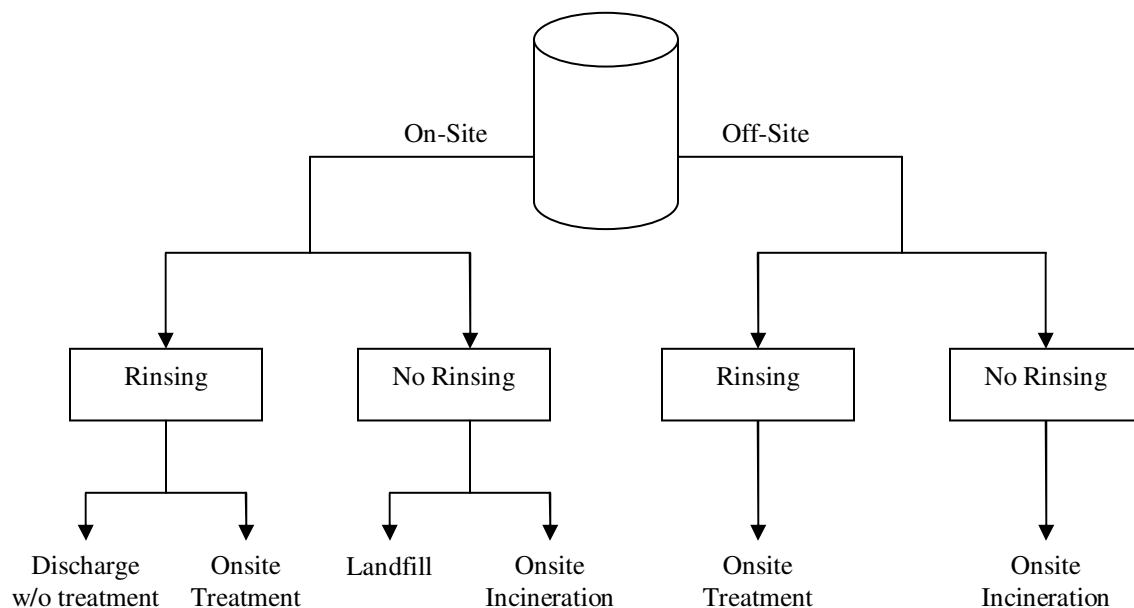 On-Site
Off-Site
Rinsing
No Rinsing
Rinsing
No Rinsing
Discharge
w/o treatment
Onsite
Treatment
Landfill
Onsite
Incineration
Onsite
Treatment
Onsite
Incineration